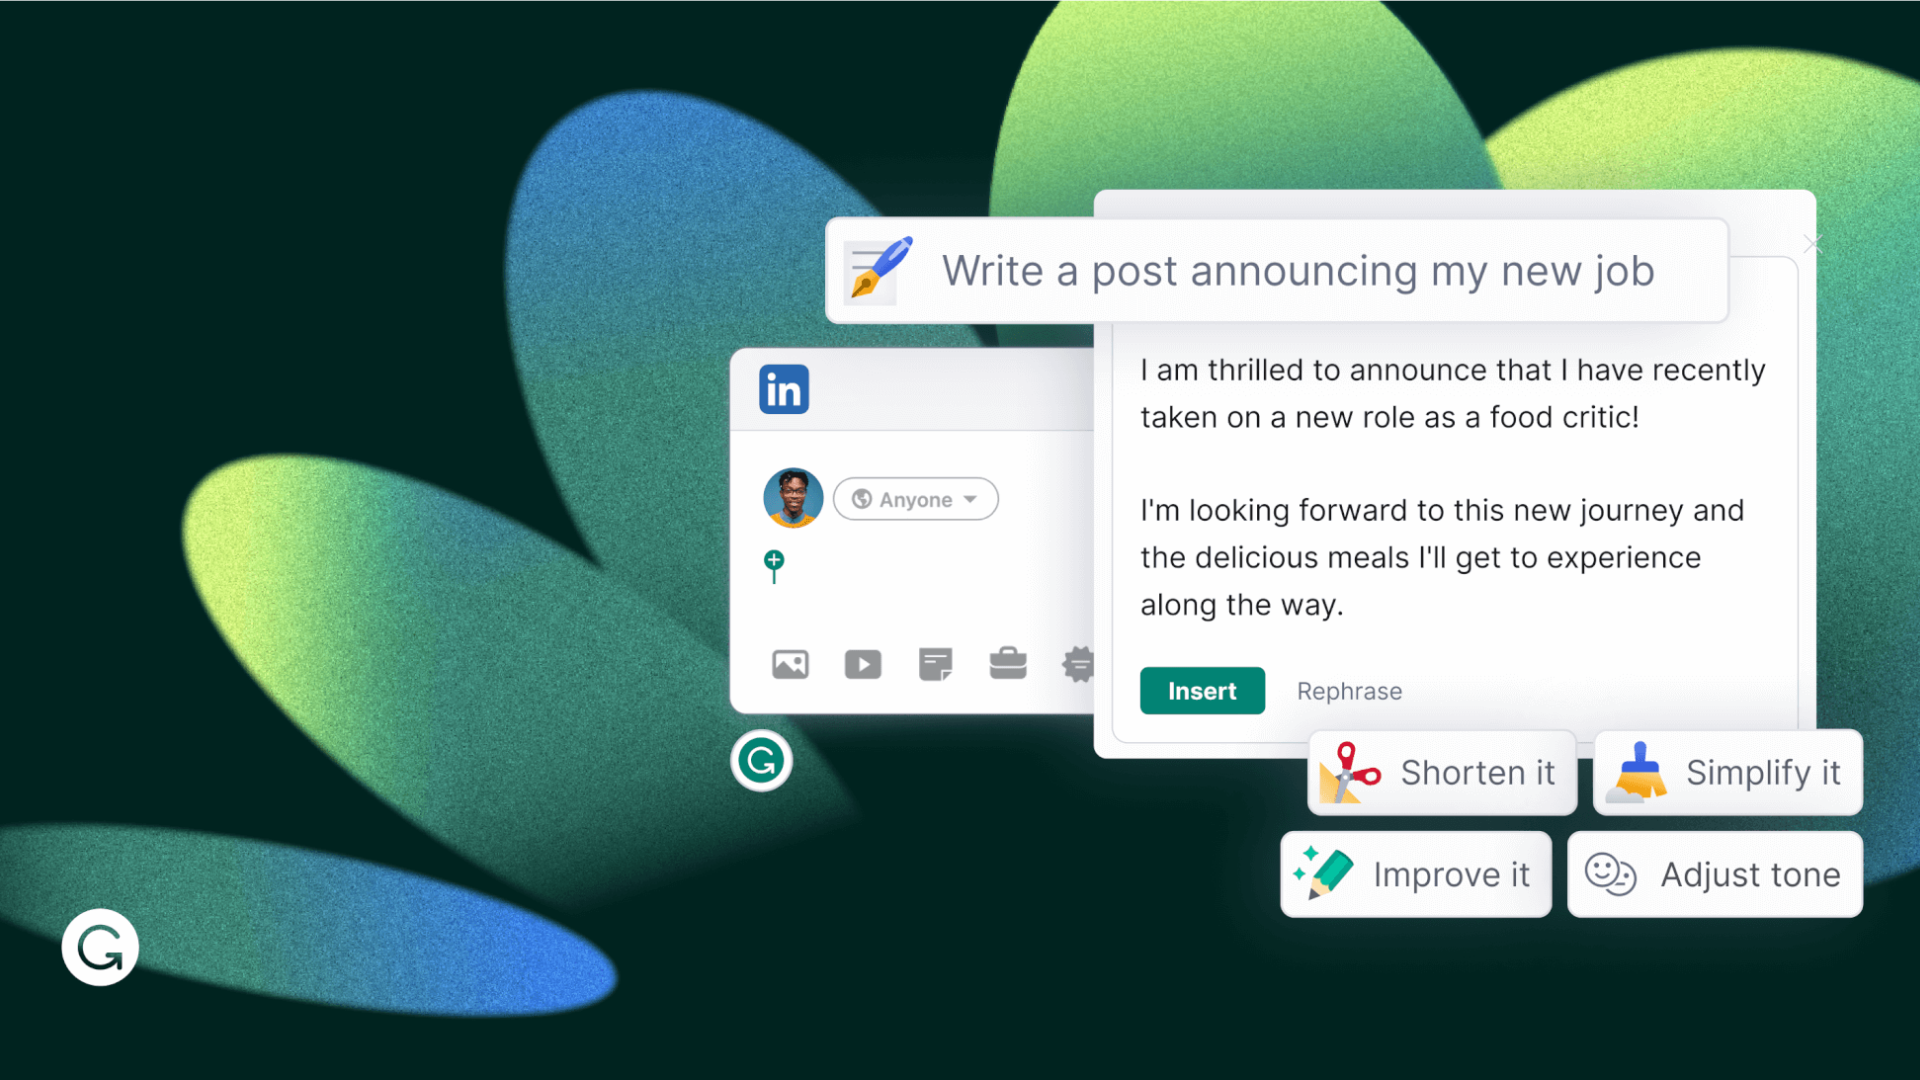 Write a post announcing my new job
in
Anyone
I am thrilled to announce that I have recently
taken on a new role as a food critic!
I'm looking forward to this new journey and
the delicious meals I'll get to experience
along the way.
Insert
Rephrase
Shorten it
Simplify it
Improve it
Adjust tone